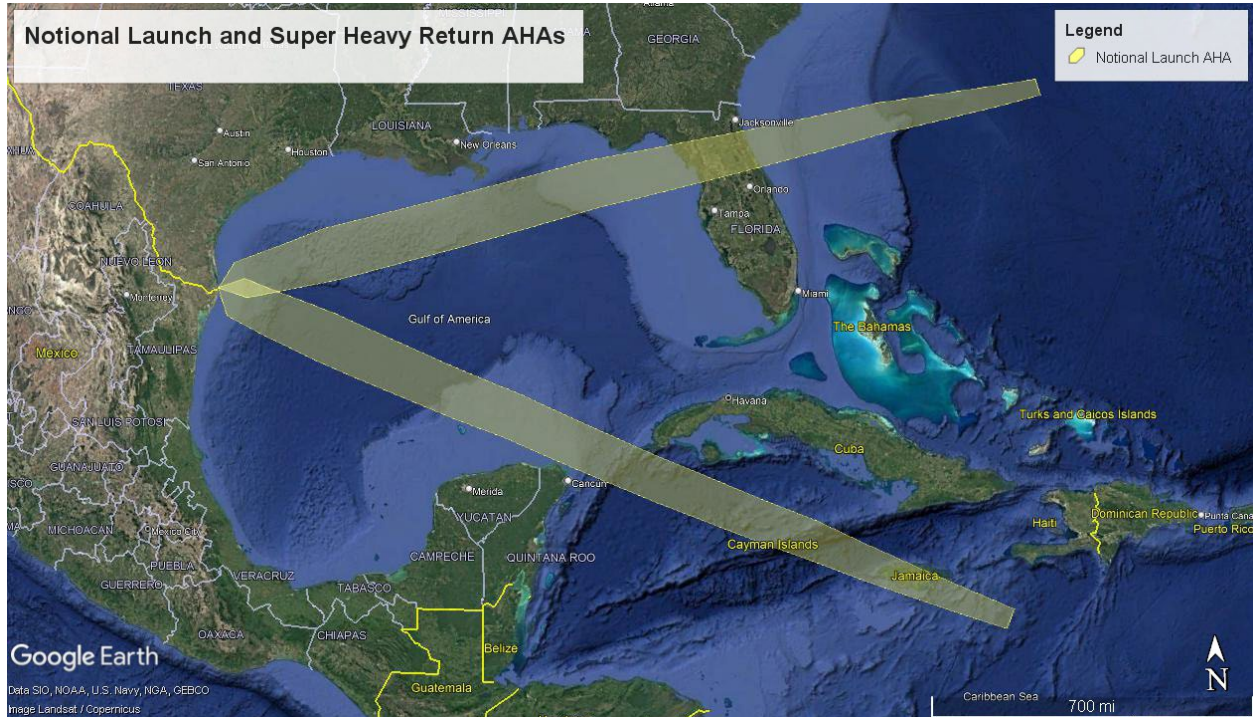 Notional Launch and Super Heavy Return AHAs
Legend
Notional Launch AHA
MISSISSIPPI
Atlanta
GEORGIA
TEXAS
LOUISIANA
Jacksonville
Austin
New Orleans
San Antonio
Houston
Orlando
COAHUILA
Tampa
FLORIDA
NUEVO LEON
Monterrey
Miami
Gulf of America
The Bahamas
Mexico
TAMAULIPAS
Havana
Turks and Caicos Islands
SAN LUIS POTOSI
Cuba
GUANAJUATO
Merida
Cancun
YUCATAN
Dominican Republic
Punta Cana
MICHOACAN
Mexico City
Haiti
Puerto Rico
Cayman Islands
CAMPECHE
QUINTANA ROO
PUEBLA
VERACRUZ
Jamaica
GUERRERO
TABASCO
OAXACA
CHIAPAS
Belize
Google Earth
Guatemala
N
Data SIO, NOAA, U.S. Navy, NGA, GEBCO
Image Landsat / Copernicus
Caribbean Sea
700 mi